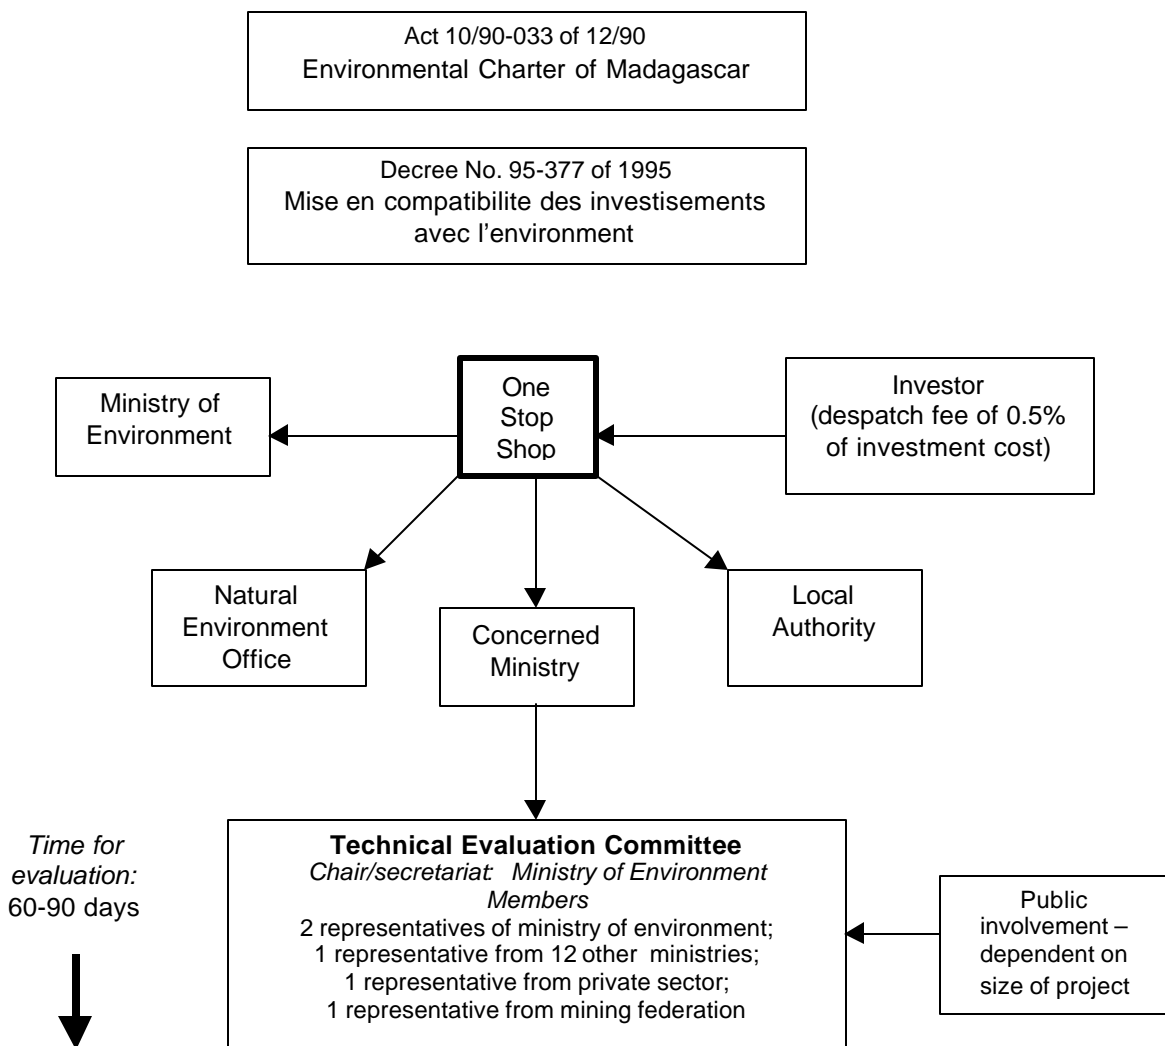 Act 10/90-033 of 12/90
Environmental Charter of Madagascar
Decree No. 95-377 of 1995
Mise en compatibilite des investisements
avec l'environment
Ministry of
Environment
One
Stop
Shop
Investor
(despatch fee of 0.5%
of investment cost)
Natural
Environment
Office
Concerned
Ministry
Local
Authority
Time for
evaluation:
60-90 days
Technical Evaluation Committee
Chair/secretariat: Ministry of Environment
Members
2 representatives of ministry of environment;
1 representative from 12 other ministries;
1 representative from private sector;
1 representative from mining federation
Public
involvement –
dependent on
size of project